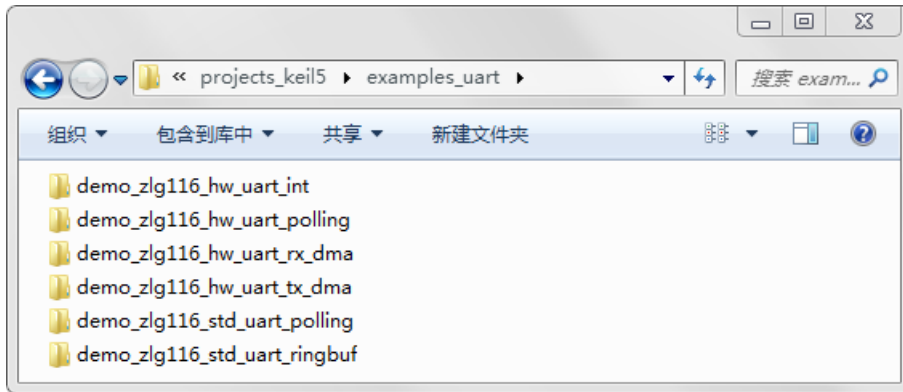 « projects_keil5 examples_uart 搜索 exam...
组织 包含到库中 共享 新建文件夹
demo_zlg116_hw_uart_int
demo_zlg116_hw_uart_polling
demo_zlg116_hw_uart_rx_dma
demo_zlg116_hw_uart_tx_dma
demo_zlg116_std_uart_polling
demo_zlg116_std_uart_ringbuf